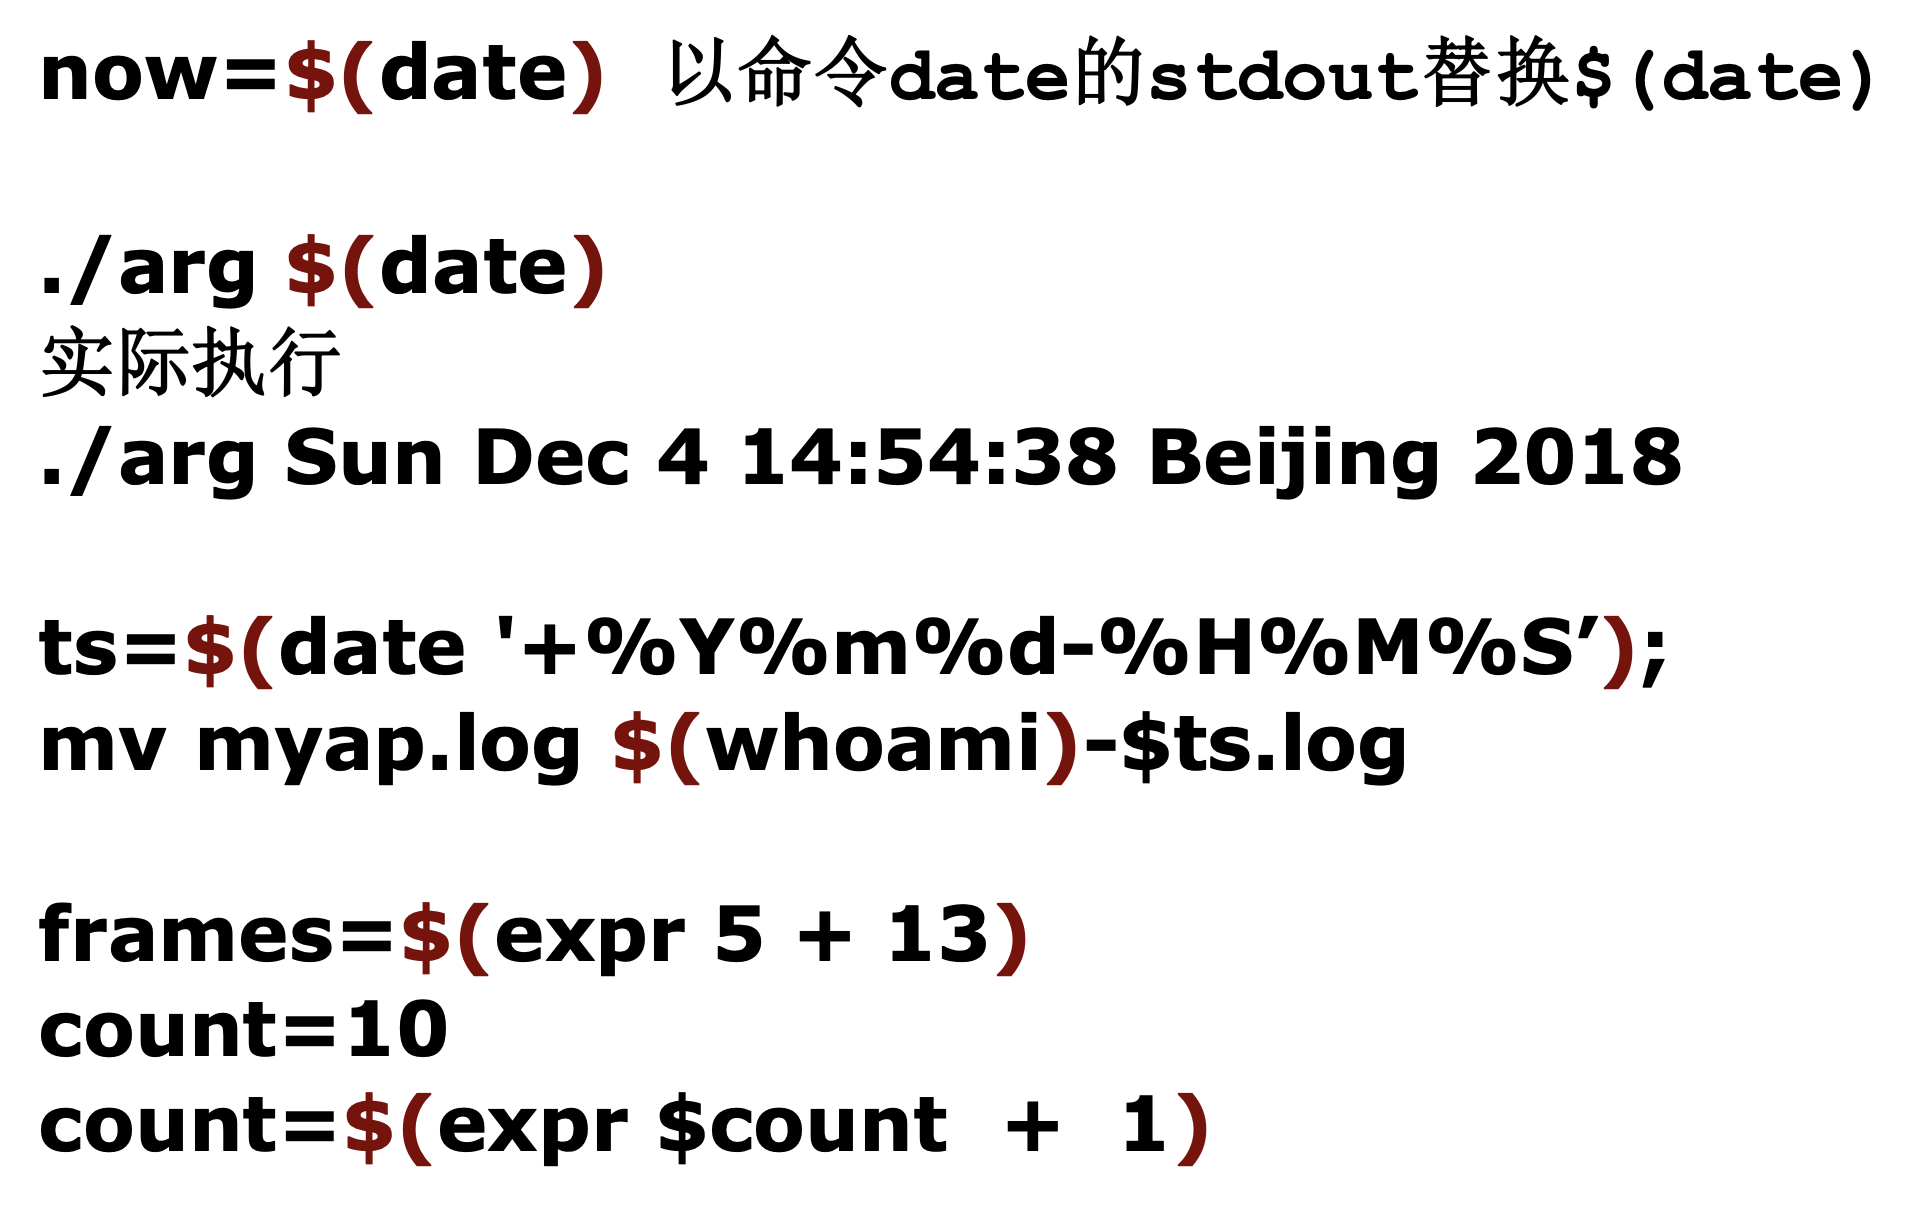 now=$(date) 以命令date的stdout替换$(date)
./arg $(date)
实际执行
./arg Sun Dec 4 14:54:38 Beijing 2018
ts=$(date '+%Y%m%d-%H%M%S’);
mv myap.log $(whoami)-$ts.log
frames=$(expr 5 + 13)
count=10
count=$(expr $count + 1)